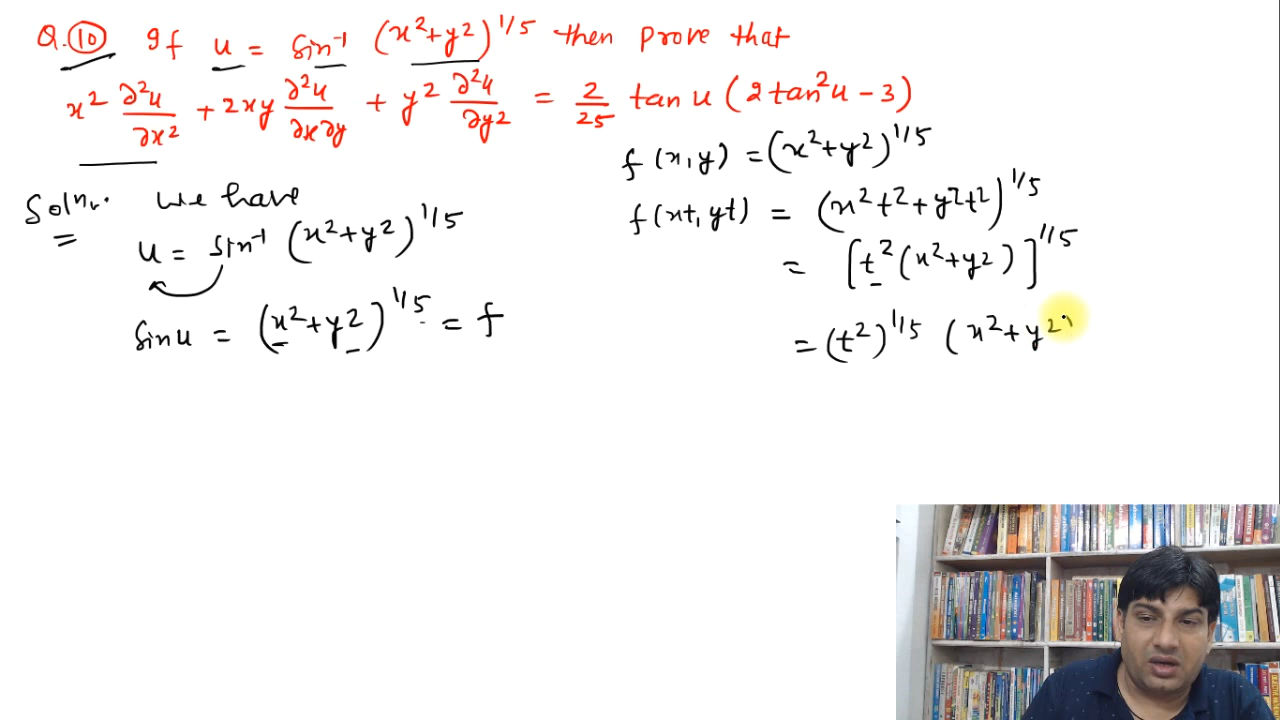 Q.10 If u = sin⁻¹ (x²+y²)^1/5 then prove that
x² ∂²u/∂x² + 2xy ∂²u/∂x∂y + y² ∂²u/∂y² = 2/25 tan u (2tan²u - 3)
Soln. We have
u = sin⁻¹ (x²+y²)^1/5
sin u = (x²+y²)^1/5 = f
f(x,y) = (x²+y²)^1/5
f(xt, yt) = (x²t²+y²t²)^1/5
= [t²(x²+y²)]^1/5
= (t²)^1/5 (x²+y²)